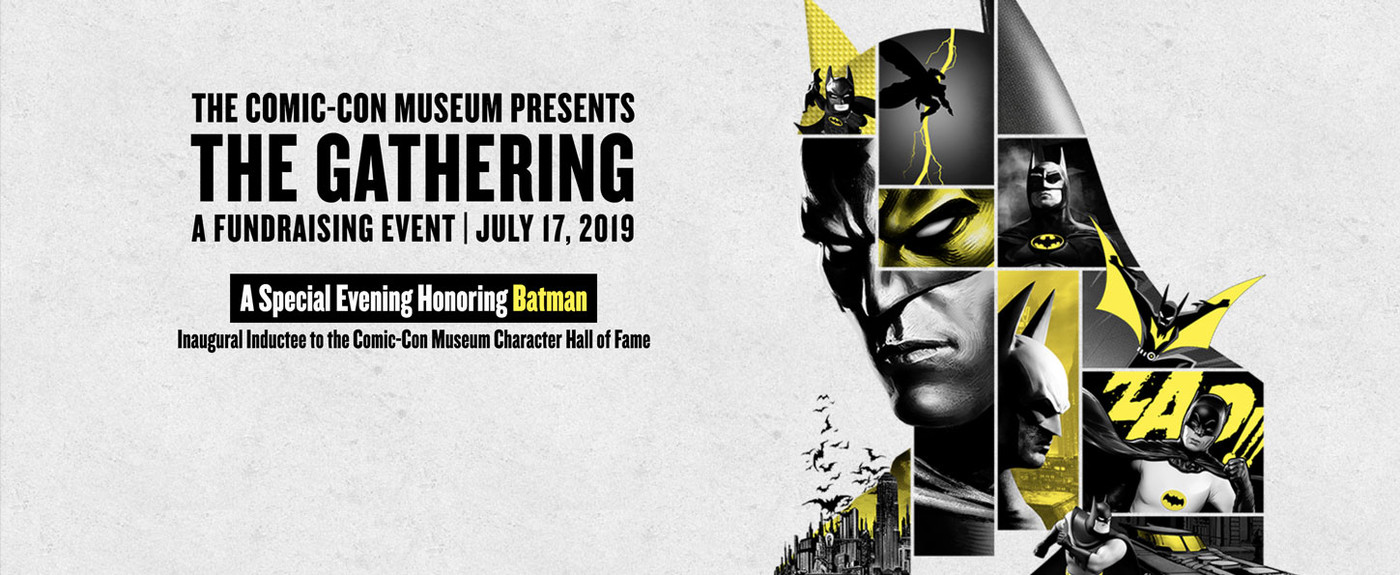 THE COMIC-CON MUSEUM PRESENTS
THE GATHERING
A FUNDRAISING EVENT | JULY 17, 2019
A Special Evening Honoring Batman
Inaugural Inductee to the Comic-Con Museum Character Hall of Fame
ZAP!